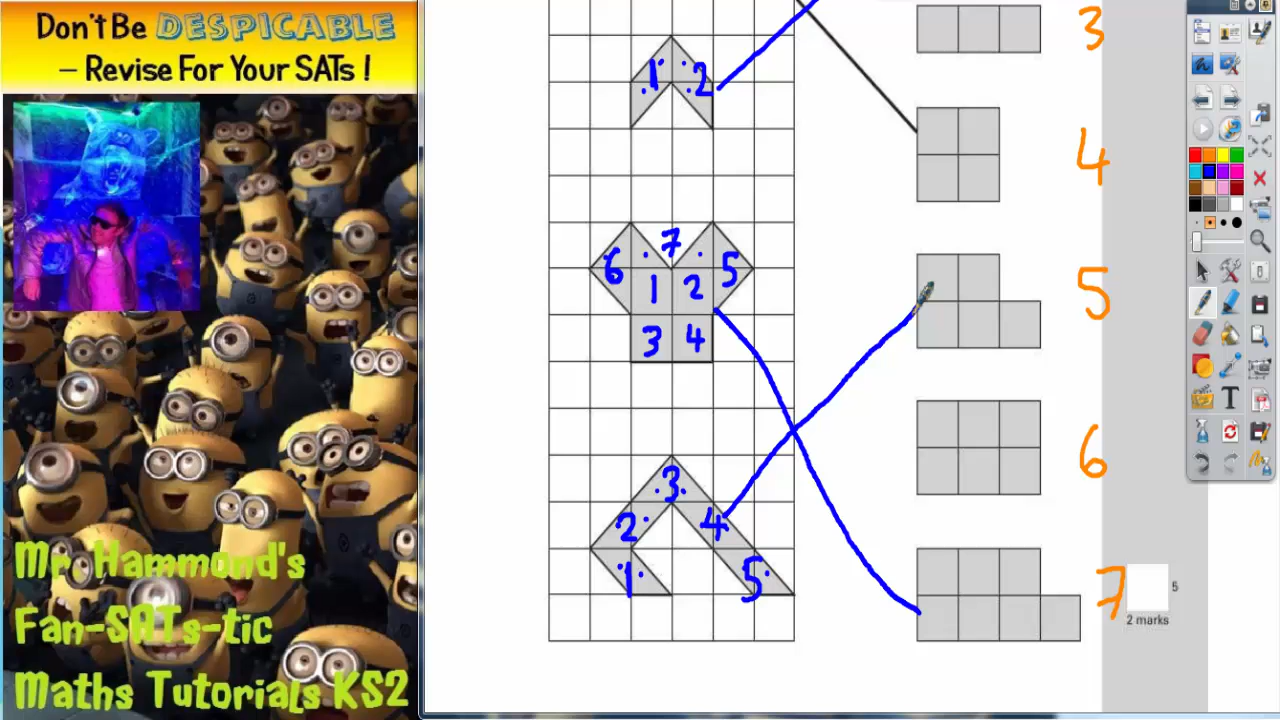 Don't Be DESPICABLE
– Revise For Your SATs !
Mr Hammond's
Fan-SATs-tic
Maths Tutorials KS2
1 2
7
6 5
1 2
3 4
3
2 4
1 5
3
4
5
6
7
5
2 marks
T